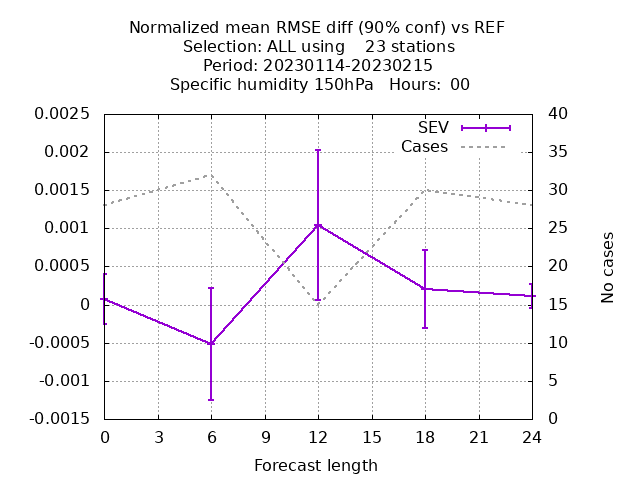 Normalized mean RMSE diff (90% conf) vs REF
Selection: ALL using    23 stations
Period: 20230114-20230215
Specific humidity 150hPa   Hours:  00
0.0025
0.002
0.0015
0.001
0.0005
0
-0.0005
-0.001
-0.0015
SEV
Cases
40
35
30
25
20
15
10
5
0
No cases
0 3 6 9 12 15 18 21 24
Forecast length